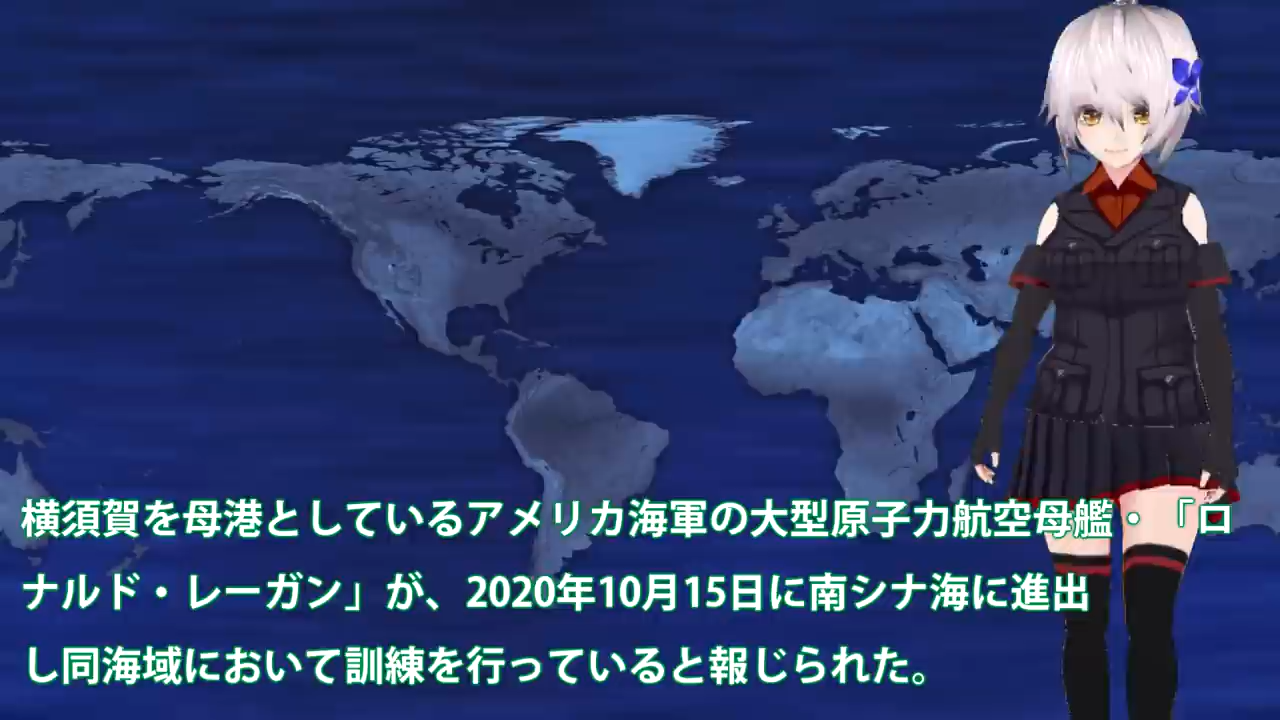 横須賀を母港としているアメリカ海軍の大型原子力航空母艦・「ロ
ナルド・レーガン」が、2020年10月15日に南シナ海に進出
し同海域において訓練を行っていると報じられた。